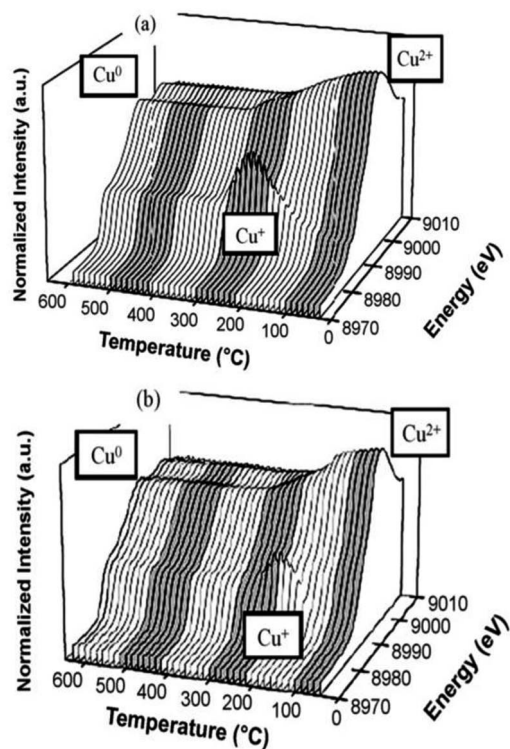 (a)
Cu⁰
Cu²⁺
Cu⁺
Normalized Intensity (a.u.)
600
500
400
300
200
100
0
Temperature (°C)
8970
8980
8990
9000
9010
Energy (eV)
(b)
Cu⁰
Cu²⁺
Cu⁺
Normalized Intensity (a.u.)
600
500
400
300
200
100
0
Temperature (°C)
8970
8980
8990
9000
9010
Energy (eV)